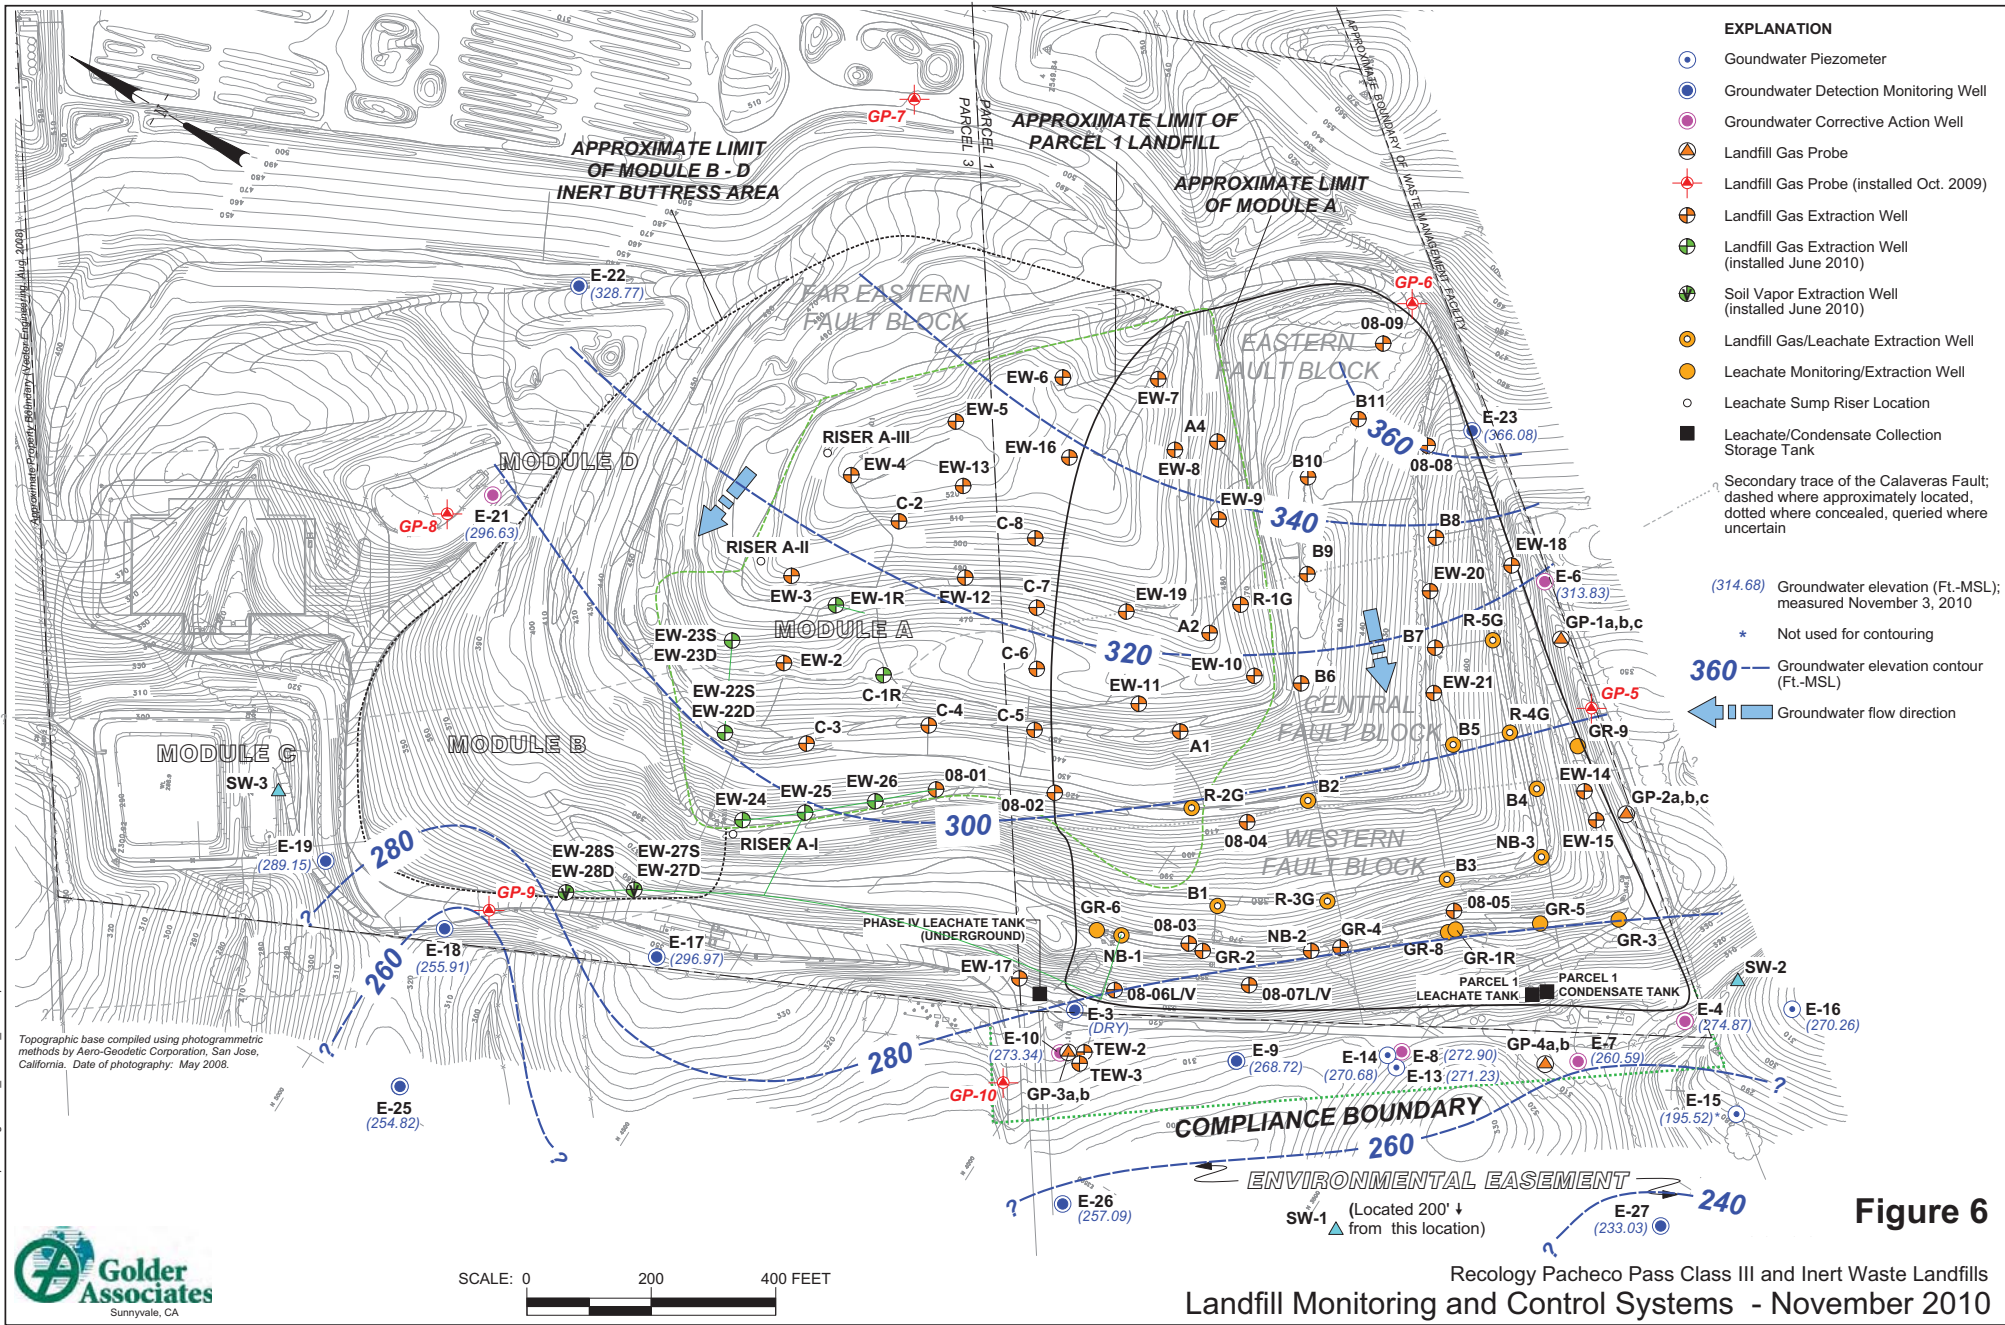 EXPLANATION
Goundwater Piezometer
Groundwater Detection Monitoring Well
Groundwater Corrective Action Well
Landfill Gas Probe
Landfill Gas Probe (installed Oct. 2009)
Landfill Gas Extraction Well
Landfill Gas Extraction Well
(installed June 2010)
Soil Vapor Extraction Well
(installed June 2010)
Landfill Gas/Leachate Extraction Well
Leachate Monitoring/Extraction Well
Leachate Sump Riser Location
Leachate/Condensate Collection
Storage Tank
Secondary trace of the Calaveras Fault;
dashed where approximately located,
dotted where concealed, queried where
uncertain
(314.68) Groundwater elevation (Ft.-MSL);
measured November 3, 2010
* Not used for contouring
360 Groundwater elevation contour
(Ft.-MSL)
Groundwater flow direction
APPROXIMATE BOUNDARY OF WASTE MANAGEMENT FACILITY
Approximate Property Boundary (Vector Engineering, Aug. 2008)
PARCEL 1
PARCEL 3
GP-7
APPROXIMATE LIMIT
OF MODULE B - D
INERT BUTTRESS AREA
APPROXIMATE LIMIT OF
PARCEL 1 LANDFILL
APPROXIMATE LIMIT
OF MODULE A
E-22
(328.77)
FAR EASTERN
FAULT BLOCK
EASTERN
FAULT BLOCK
GP-6
08-09
EW-6
EW-7
EW-5
B11
360
E-23
(366.08)
RISER A-III
EW-4
EW-13
EW-16
A4
EW-8
08-08
B10
MODULE D
GP-8
E-21
(296.63)
C-2
C-8
EW-9
340
B8
RISER A-II
EW-3
EW-1R
EW-12
C-7
EW-19
R-1G
B9
EW-20
EW-18
E-6
(313.83)
MODULE A
EW-23S
EW-23D
EW-2
C-6
A2
320
EW-10
B7
R-5G
GP-1a,b,c
EW-22S
EW-22D
C-1R
EW-11
B6
EW-21
GP-5
CENTRAL
FAULT BLOCK
MODULE B
MODULE C
C-3
C-4
C-5
A1
B5
R-4G
GR-9
SW-3
EW-24
EW-25
EW-26
08-01
08-02
R-2G
B2
B4
EW-14
GP-2a,b,c
RISER A-I
300
08-04
EW-15
WESTERN
FAULT BLOCK
NB-3
E-19
(289.15)
280
EW-28S
EW-28D
EW-27S
EW-27D
B3
GP-9
B1
R-3G
08-05
GR-5
GR-3
PHASE IV LEACHATE TANK
(UNDERGROUND)
GR-6
08-03
NB-2
GR-4
GR-8
GR-1R
NB-1
GR-2
E-18
(255.91)
260
E-17
(296.97)
EW-17
08-06L/V
08-07L/V
PARCEL 1
LEACHATE TANK
PARCEL 1
CONDENSATE TANK
SW-2
E-3
(DRY)
E-4
(274.87)
E-16
(270.26)
280
E-10
(273.34)
TEW-2
TEW-3
E-9
(268.72)
E-14
(270.68)
E-8 (272.90)
E-13 (271.23)
GP-4a,b
E-7
(260.59)
GP-10
GP-3a,b
E-15
(195.52)*
COMPLIANCE BOUNDARY
260
E-25
(254.82)
E-26
(257.09)
ENVIRONMENTAL EASEMENT
SW-1
(Located 200'
from this location)
E-27
(233.03)
240
Topographic base compiled using photogrammetric
methods by Aero-Geodetic Corporation, San Jose,
California. Date of photography: May 2008.
Golder
Associates
Sunnyvale, CA
SCALE: 0 200 400 FEET
Figure 6
Recology Pacheco Pass Class III and Inert Waste Landfills
Landfill Monitoring and Control Systems - November 2010